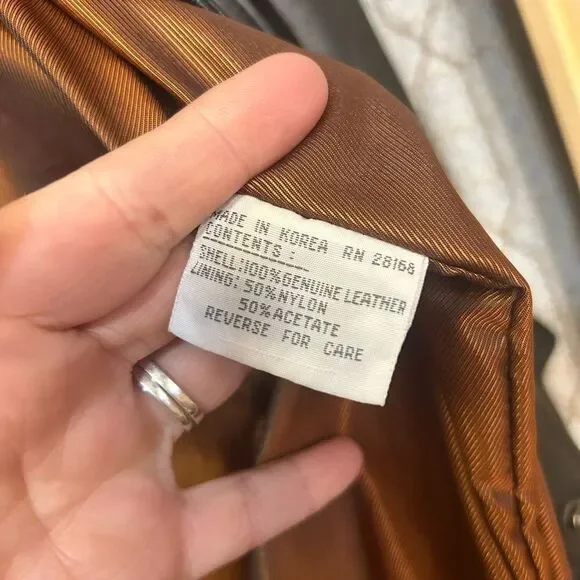 MADE IN KOREA RN 28168
CONTENTS :
SHELL:100%GENUINE LEATHER
LINING: 50%NYLON
50%ACETATE
REVERSE FOR CARE